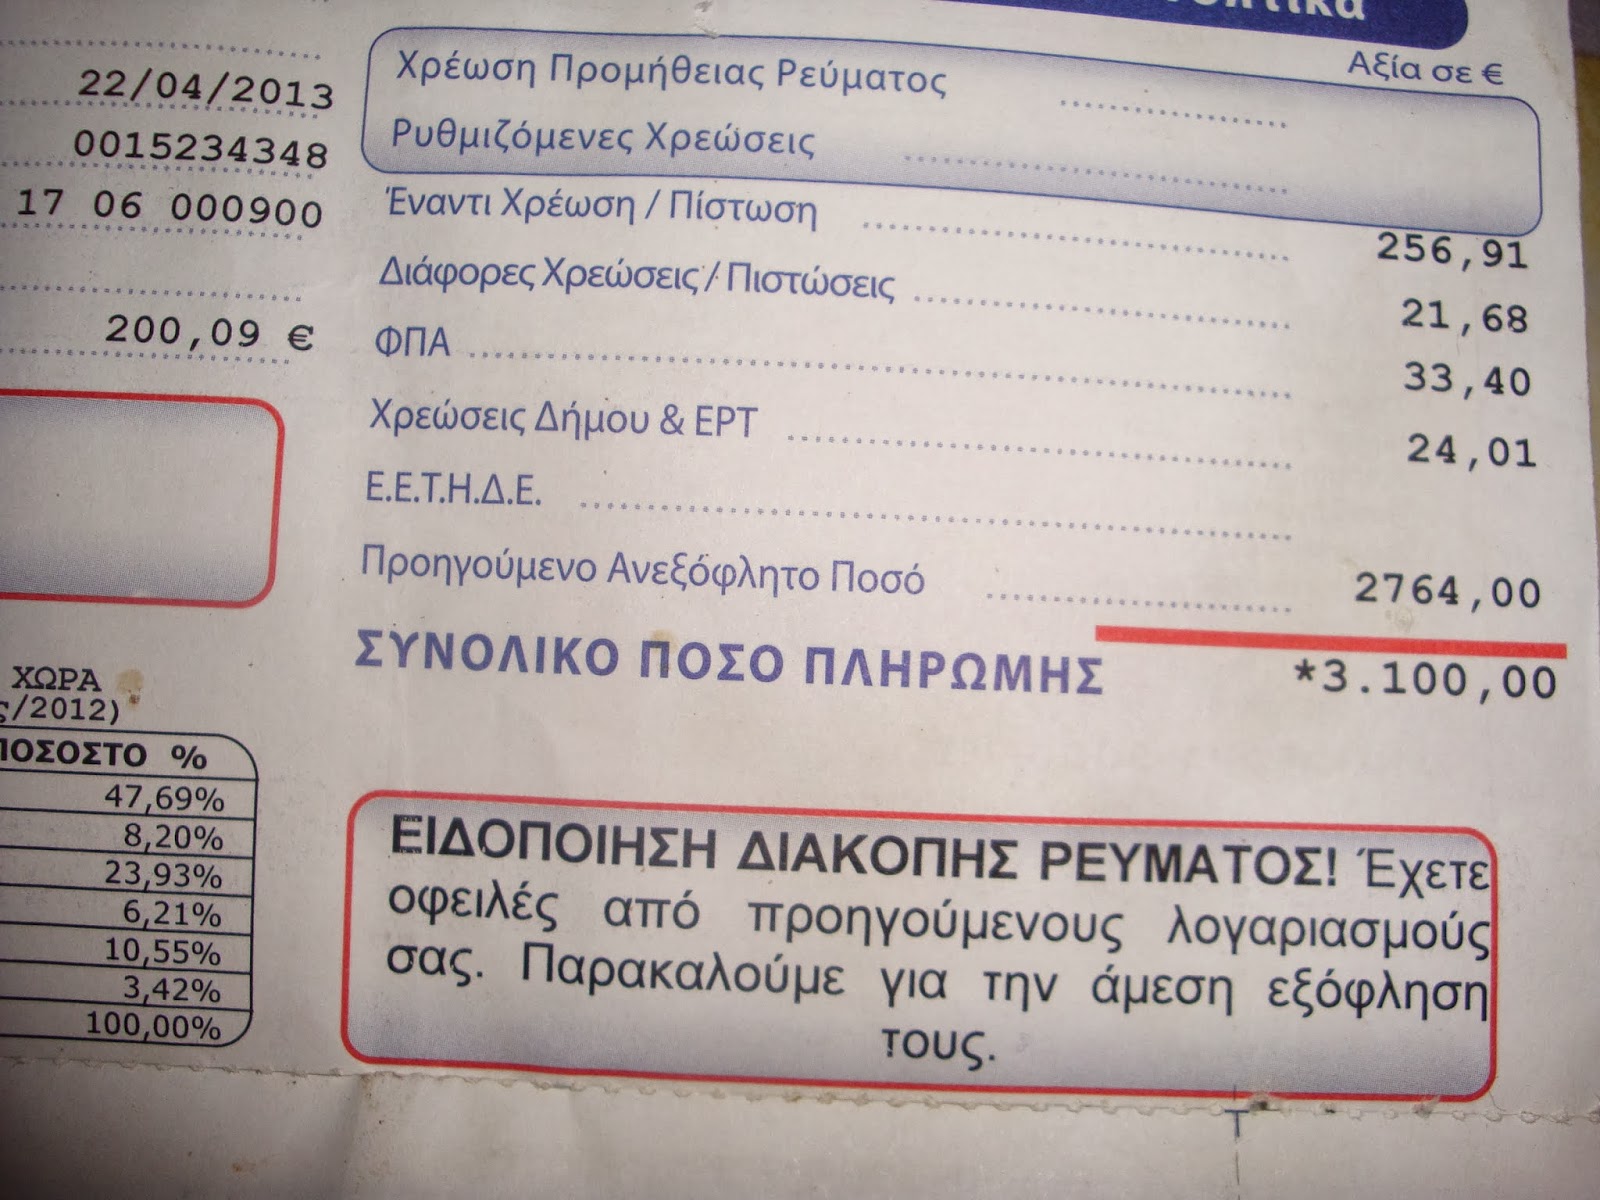 Αξία σε €
22/04/2013
0015234348
17 06 000900
200,09 €
Χρέωση Προμήθειας Ρεύματος
Ρυθμιζόμενες Χρεώσεις
Έναντι Χρέωση / Πίστωση 256,91
Διάφορες Χρεώσεις / Πιστώσεις 21,68
ΦΠΑ 33,40
Χρεώσεις Δήμου & ΕΡΤ 24,01
Ε.Ε.Τ.Η.Δ.Ε.
Προηγούμενο Ανεξόφλητο Ποσό 2764,00
ΣΥΝΟΛΙΚΟ ΠΟΣΟ ΠΛΗΡΩΜΗΣ *3.100,00
ΧΩΡΑ
ς/2012)
ΠΟΣΟΣΤΟ %
47,69%
8,20%
23,93%
6,21%
10,55%
3,42%
100,00%
ΕΙΔΟΠΟΙΗΣΗ ΔΙΑΚΟΠΗΣ ΡΕΥΜΑΤΟΣ! Έχετε
οφειλές από προηγούμενους λογαριασμούς
σας. Παρακαλούμε για την άμεση εξόφληση
τους.